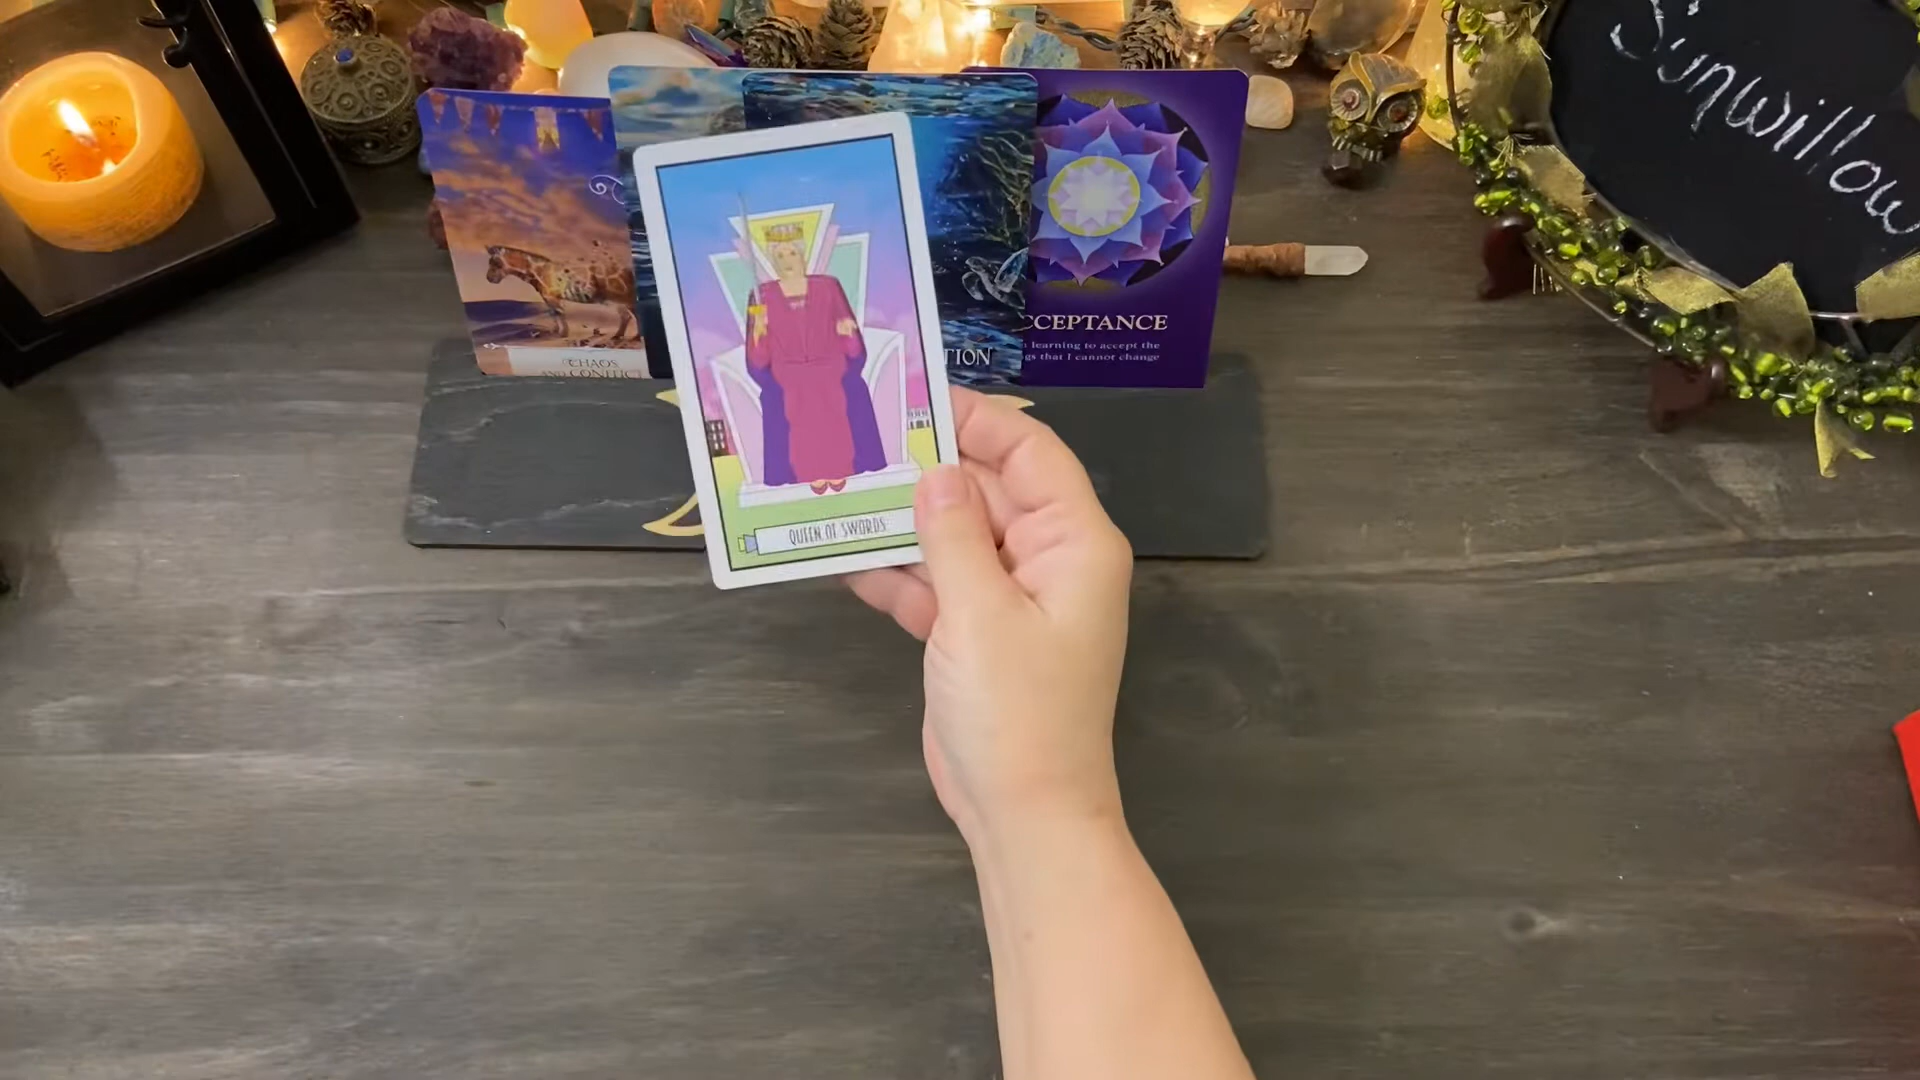 Sunwillow
CHAOS
AND CONFLICT
TION
CCEPTANCE
learning to accept the
gs that I cannot change
QUEEN OF SWORDS